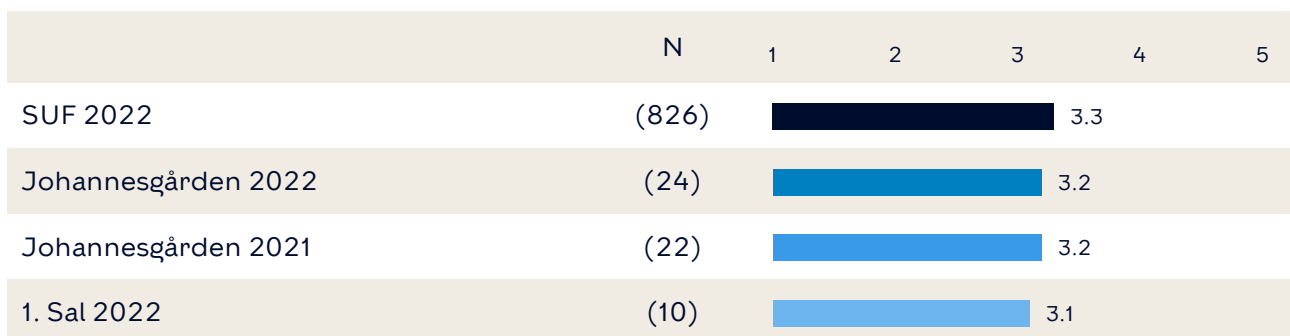 N 1 2 3 4 5
SUF 2022 (826) 3.3
Johannesgården 2022 (24) 3.2
Johannesgården 2021 (22) 3.2
1. Sal 2022 (10) 3.1